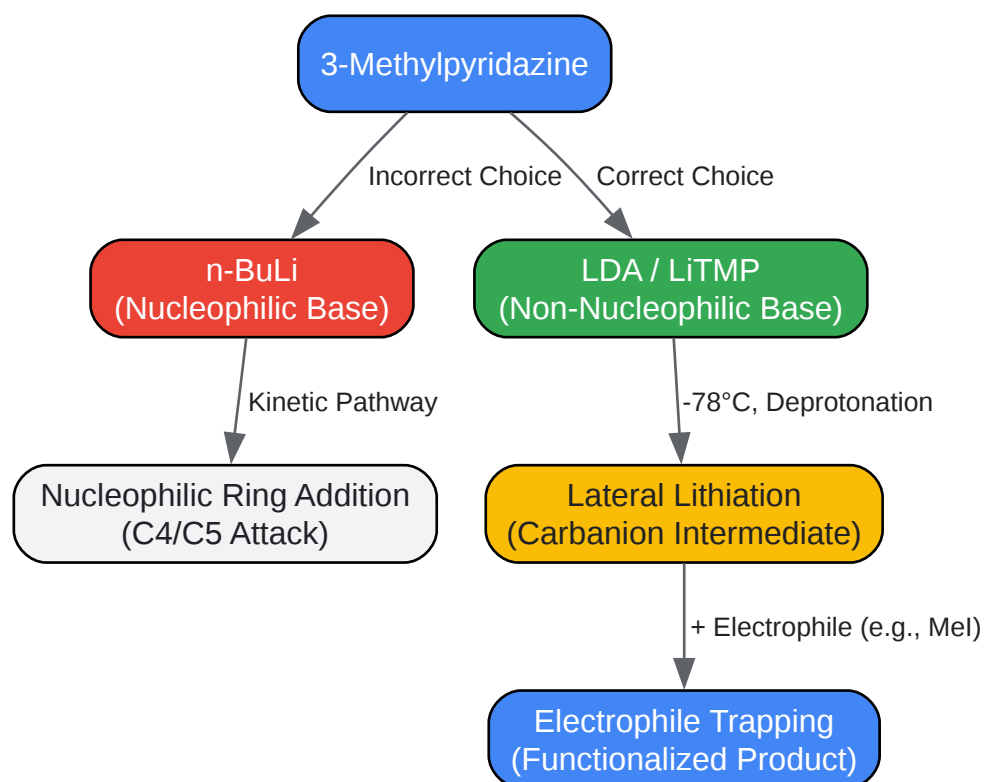 3-Methylpyridazine
Incorrect Choice
Correct Choice
n-BuLi
(Nucleophilic Base)
LDA / LiTMP
(Non-Nucleophilic Base)
Kinetic Pathway
-78°C, Deprotonation
Nucleophilic Ring Addition
(C4/C5 Attack)
Lateral Lithiation
(Carbanion Intermediate)
+ Electrophile (e.g., MeI)
Electrophile Trapping
(Functionalized Product)